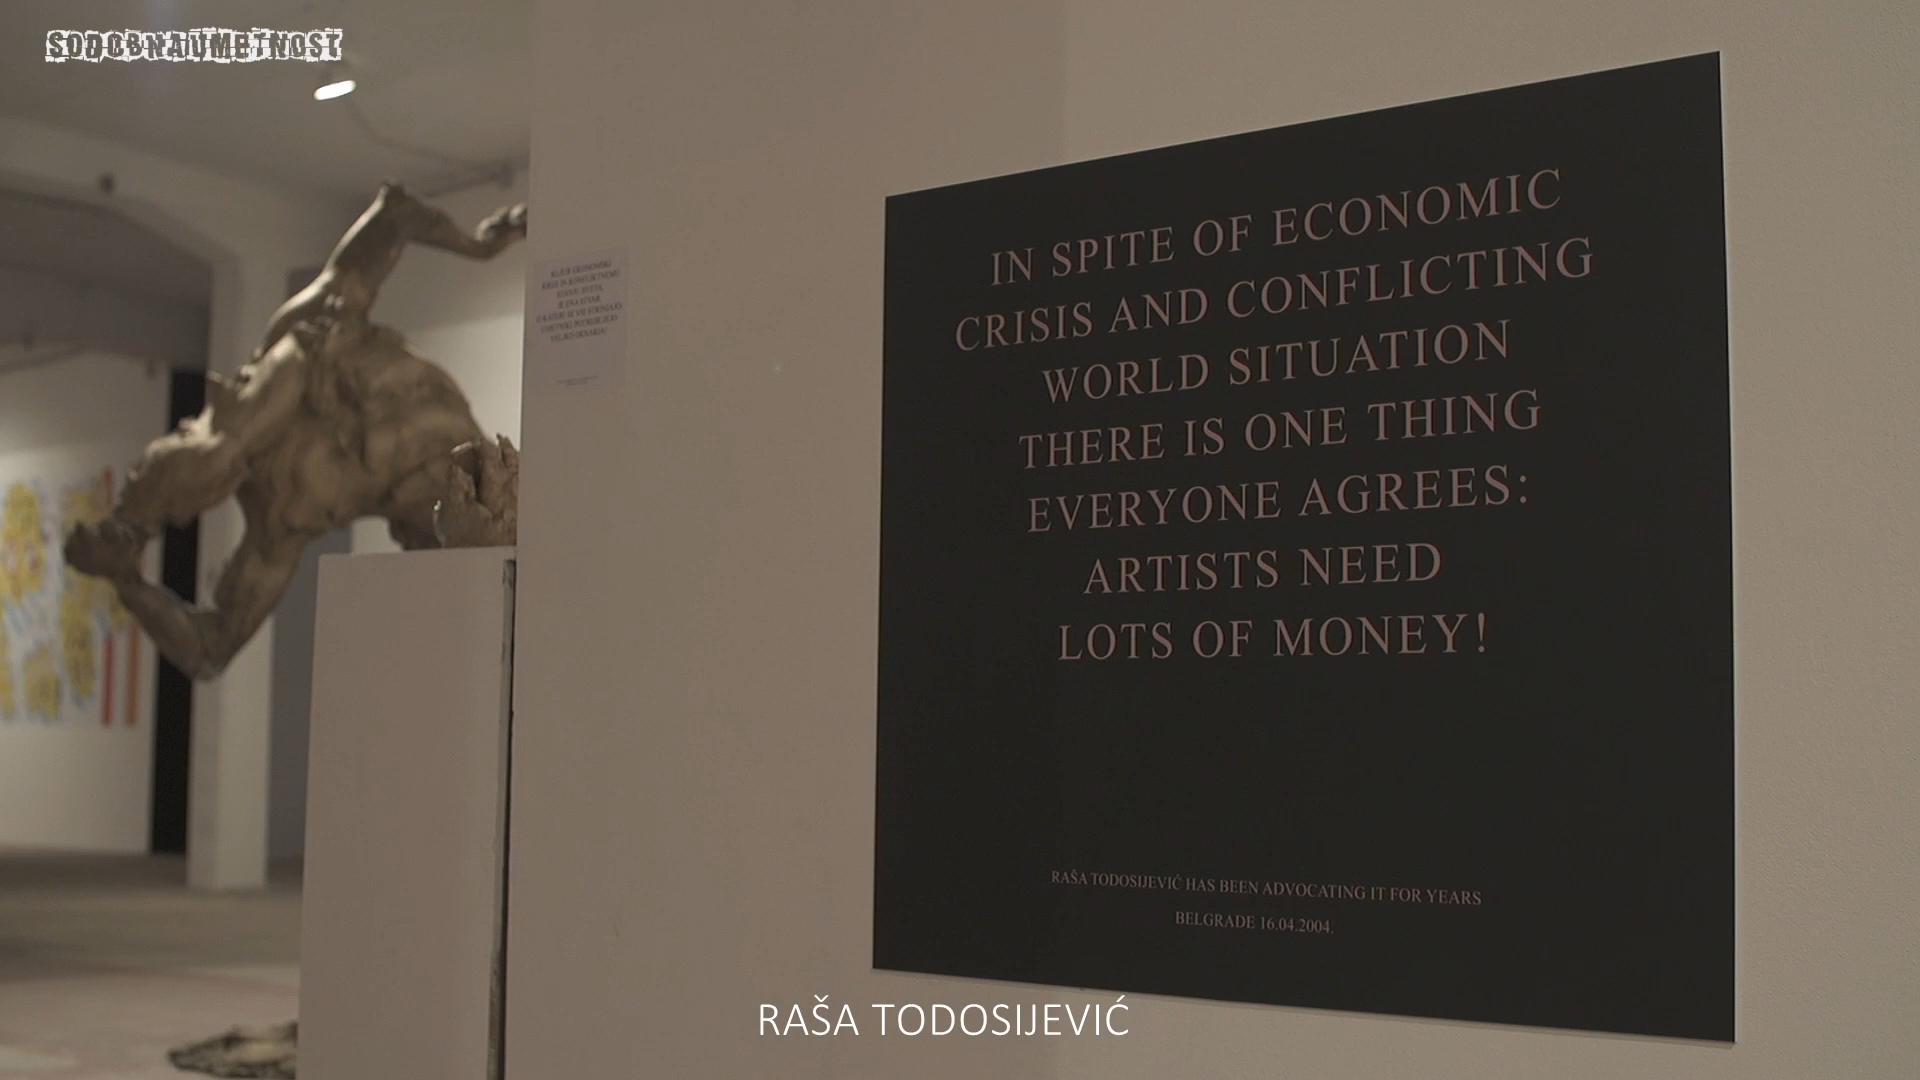 SODOBNAUMETNOST
IN SPITE OF ECONOMIC
CRISIS AND CONFLICTING
WORLD SITUATION
THERE IS ONE THING
EVERYONE AGREES:
ARTISTS NEED
LOTS OF MONEY!
RAŠA TODOSIJEVIĆ HAS BEEN ADVOCATING IT FOR YEARS
BELGRADE 16.04.2004.
RAŠA TODOSIJEVIĆ